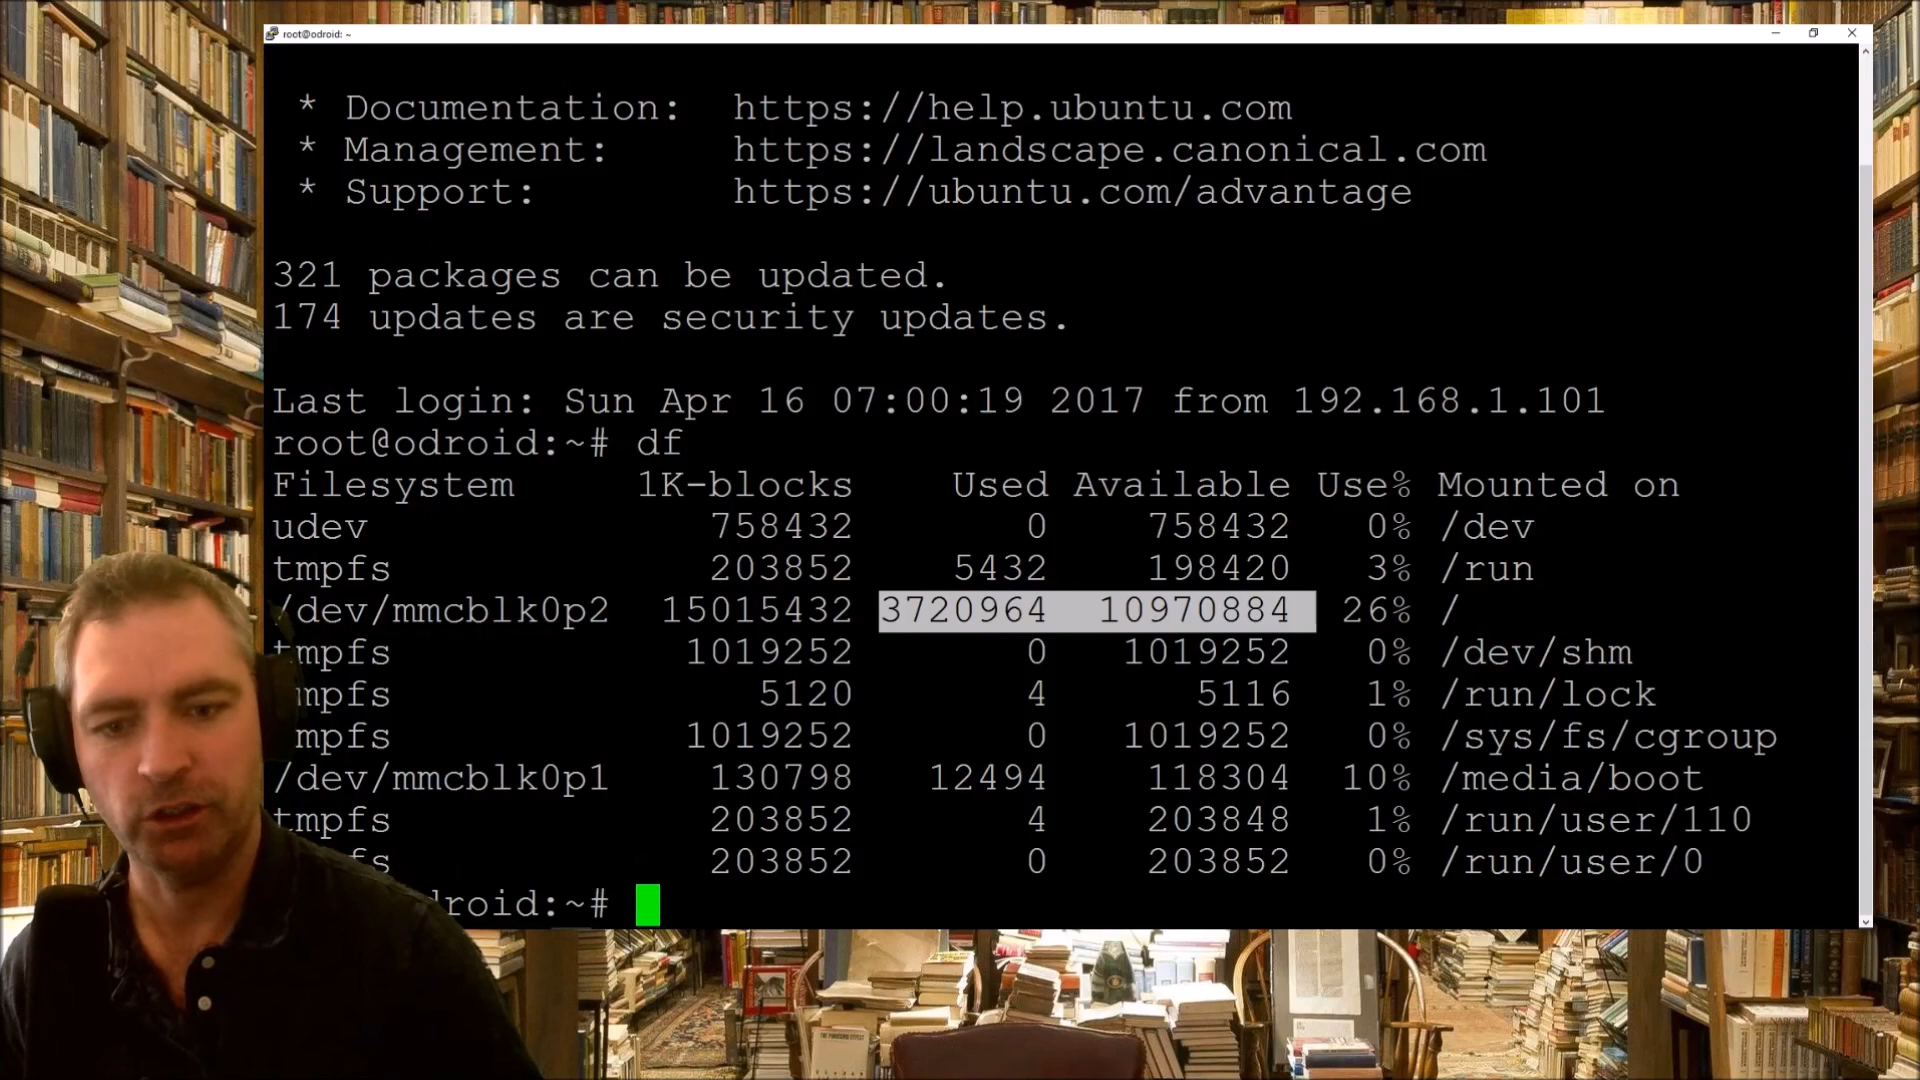 root@odroid: ~
* Documentation: https://help.ubuntu.com
* Management: https://landscape.canonical.com
* Support: https://ubuntu.com/advantage
321 packages can be updated.
174 updates are security updates.
Last login: Sun Apr 16 07:00:19 2017 from 192.168.1.101
root@odroid:~# df
Filesystem 1K-blocks Used Available Use% Mounted on
udev 758432 0 758432 0% /dev
tmpfs 203852 5432 198420 3% /run
/dev/mmcblk0p2 15015432 3720964 10970884 26% /
tmpfs 1019252 0 1019252 0% /dev/shm
mpfs 5120 4 5116 1% /run/lock
mpfs 1019252 0 1019252 0% /sys/fs/cgroup
/dev/mmcblk0p1 130798 12494 118304 10% /media/boot
tmpfs 203852 4 203848 1% /run/user/110
fs 203852 0 203852 0% /run/user/0
droid:~#